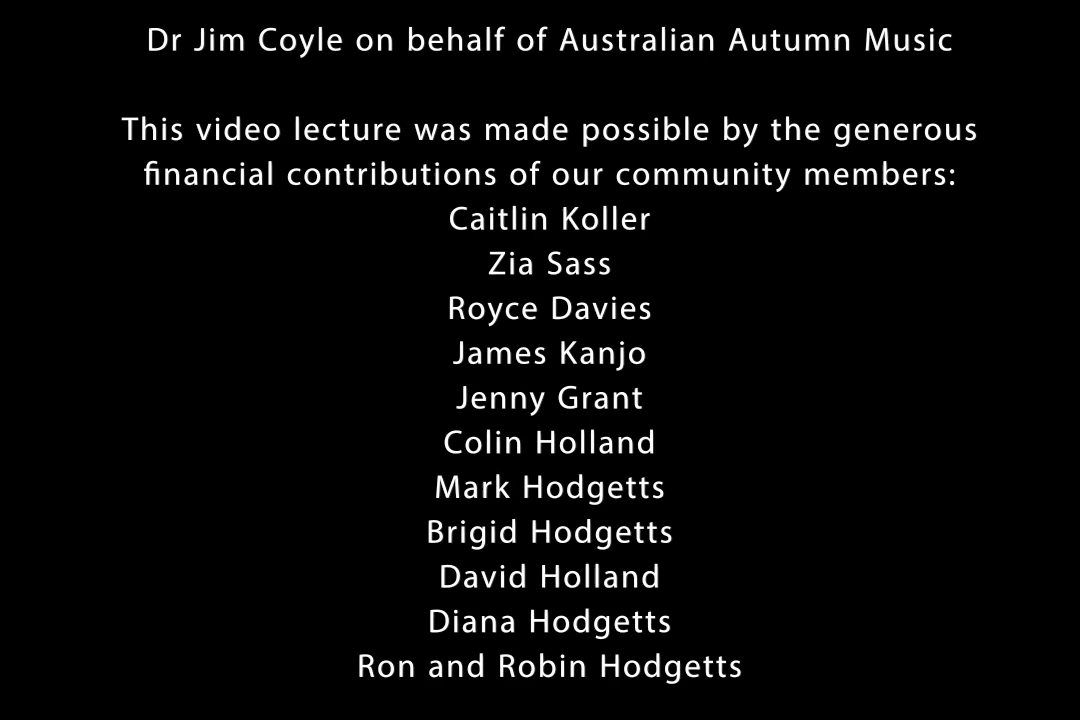 Dr Jim Coyle on behalf of Australian Autumn Music
This video lecture was made possible by the generous
financial contributions of our community members:
Caitlin Koller
Zia Sass
Royce Davies
James Kanjo
Jenny Grant
Colin Holland
Mark Hodgetts
Brigid Hodgetts
David Holland
Diana Hodgetts
Ron and Robin Hodgetts